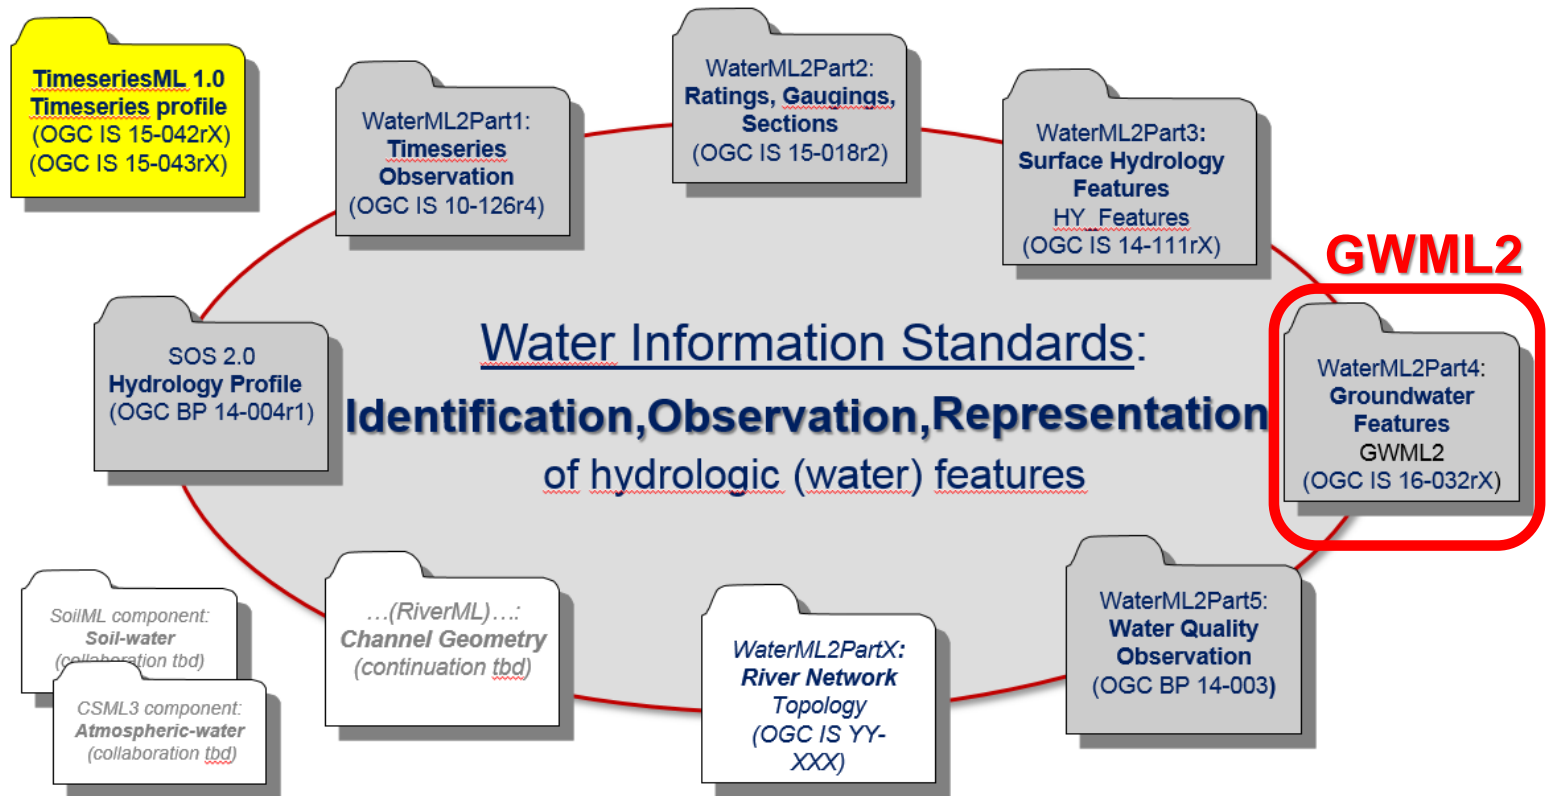 TimeseriesML 1.0
Timeseries profile
(OGC IS 15-042rX)
(OGC IS 15-043rX)
WaterML2Part1:
Timeseries
Observation
(OGC IS 10-126r4)
WaterML2Part2:
Ratings, Gaugings,
Sections
(OGC IS 15-018r2)
WaterML2Part3:
Surface Hydrology
Features
HY_Features
(OGC IS 14-111rX)
GWML2
WaterML2Part4:
Groundwater
Features
GWML2
(OGC IS 16-032rX)
SOS 2.0
Hydrology Profile
(OGC BP 14-004r1)
Water Information Standards:
Identification,Observation,Representation
of hydrologic (water) features
SoilML component:
Soil-water
(collaboration tbd)
CSML3 component:
Atmospheric-water
(collaboration tbd)
…(RiverML)…:
Channel Geometry
(continuation tbd)
WaterML2PartX:
River Network
Topology
(OGC IS YY-
XXX)
WaterML2Part5:
Water Quality
Observation
(OGC BP 14-003)